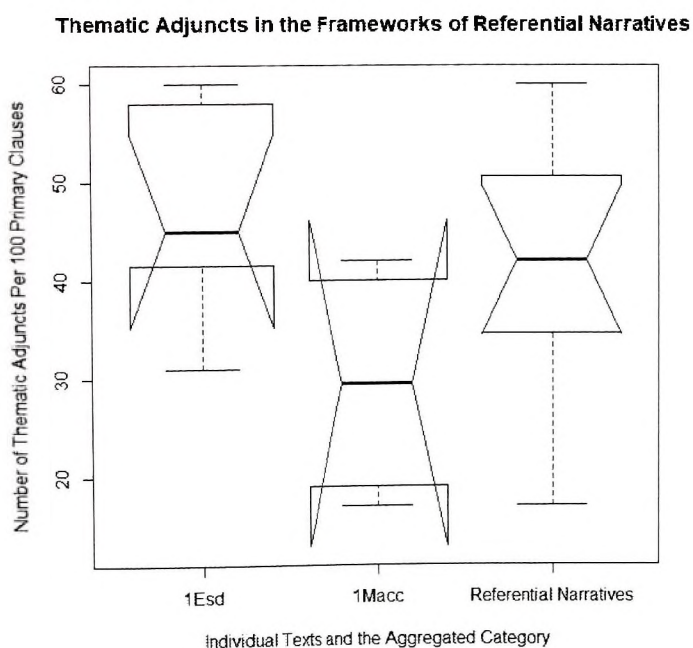 Thematic Adjuncts in the Frameworks of Referential Narratives
Number of Thematic Adjuncts Per 100 Primary Clauses
60
50
40
30
20
1Esd
1Macc
Referential Narratives
Individual Texts and the Aggregated Category